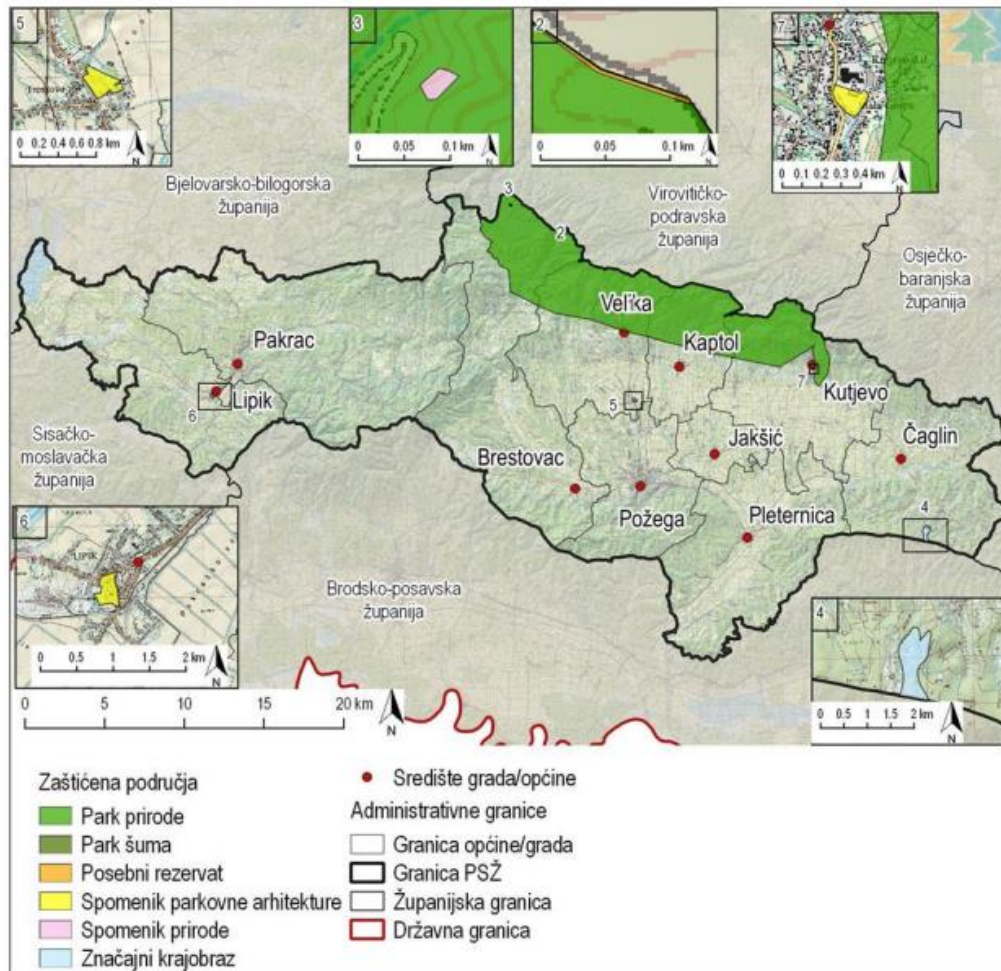 5
3
2
7
0 0.2 0.4 0.6 0.8 km
N
0 0.05 0.1 km
N
0 0.05 0.1 km
N
0 0.2 0.4 km
N
Bjelovarsko-bilogorska
županija
Virovitičko-
podravska
županija
Osječko-
baranjska
županija
3
2
Velika
Kaptol
Pakrac
Lipik
6
5
7
Kutjevo
Jakšić
Čaglin
Sisačko-
moslavačka
županija
Brestovac
Požega
Pleternica
4
6
LIPIK
0 0.5 1 1.5 2 km
N
Brodsko-posavska
županija
4
0 0.5 1 1.5 2 km
N
0 5 10 15 20 km
N
Zaštićena područja
Park prirode
Park šuma
Posebni rezervat
Spomenik parkovne arhitekture
Spomenik prirode
Značajni krajobraz
Središte grada/općine
Administrativne granice
Granica općine/grada
Granica PSŽ
Županijska granica
Državna granica